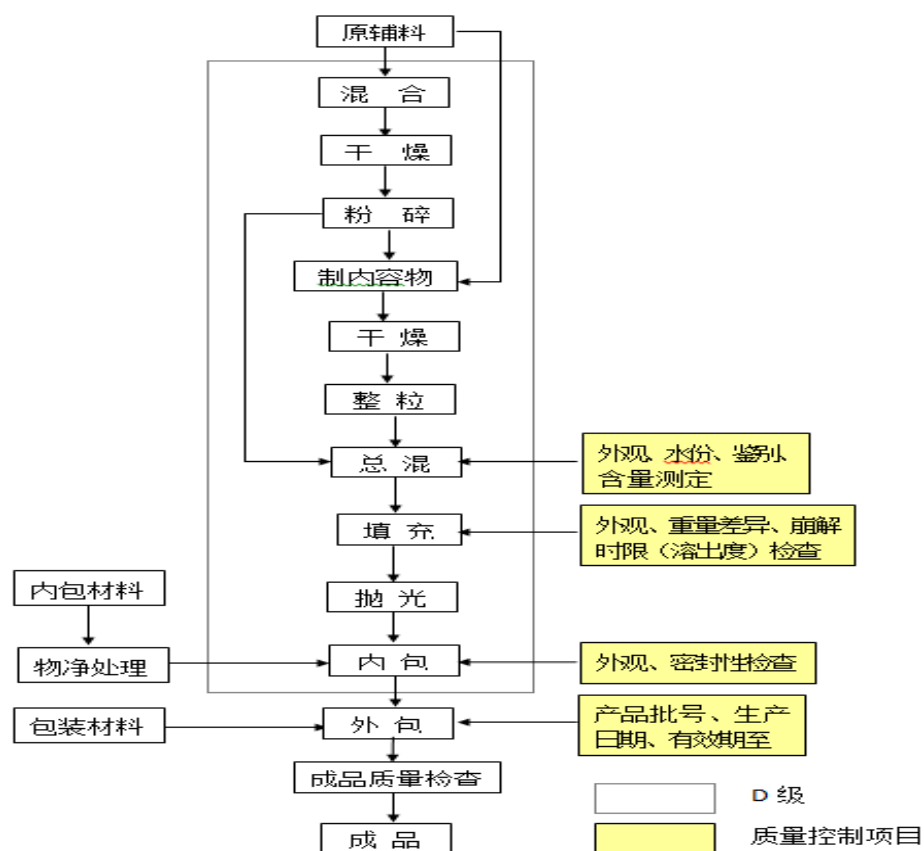 原辅料
混 合
干 燥
粉 碎
制内容物
干 燥
整 粒
总 混
外观、水份、鉴别、
含量测定
填 充
外观、重量差异、崩解
时限（溶出度）检查
内包材料
抛 光
物净处理
内 包
外观、密封性检查
包装材料
外 包
产品批号、生产
日期、有效期至
成品质量检查
D 级
成 品
质量控制项目